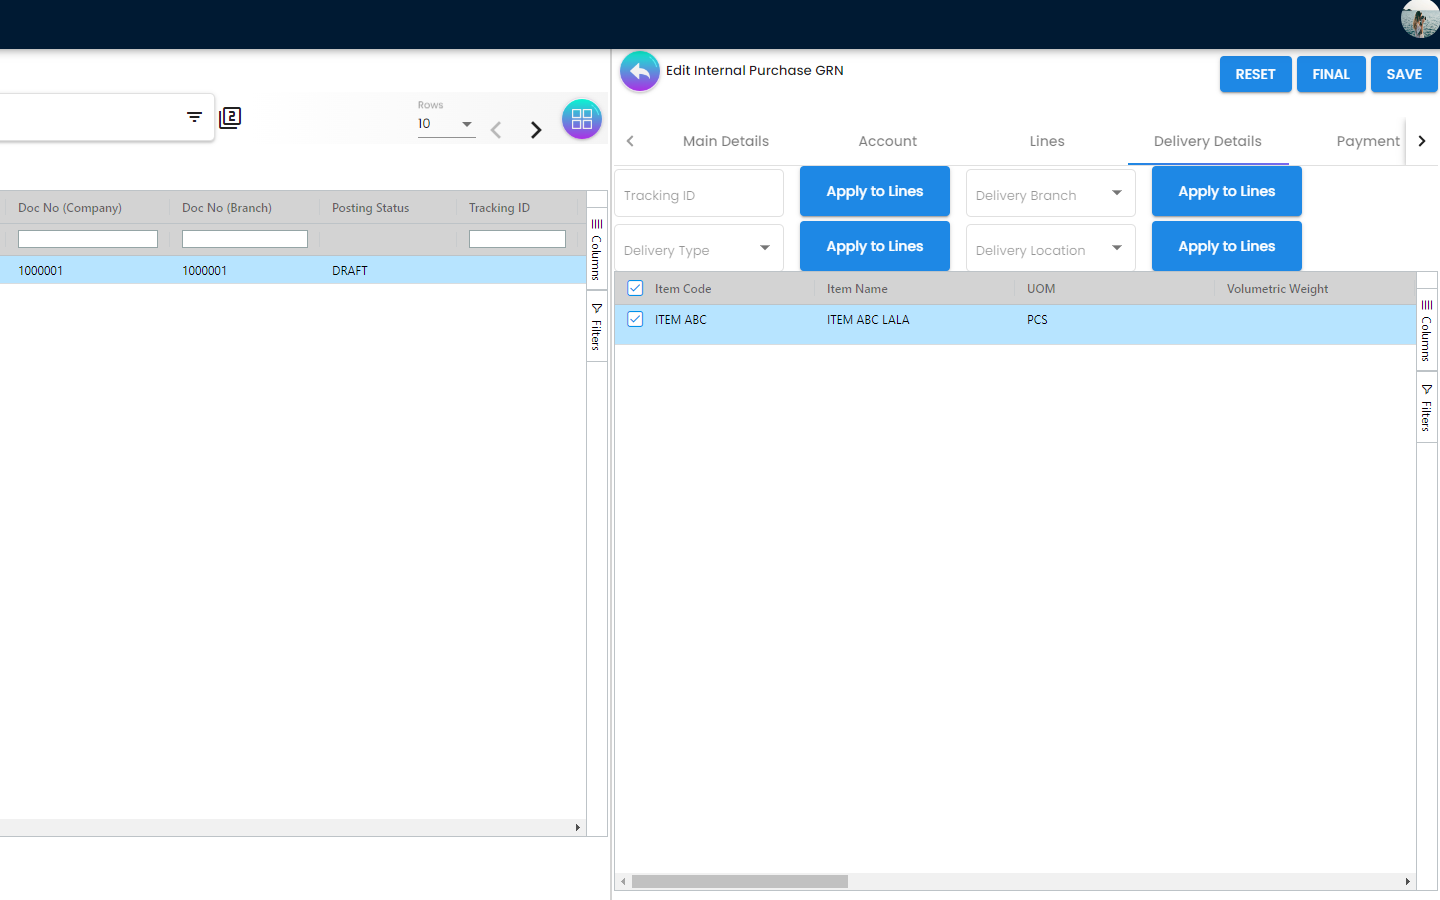 Edit Internal Purchase GRN
RESET
FINAL
SAVE
2
Rows
10
Main Details
Account
Lines
Delivery Details
Payment
Tracking ID
Apply to Lines
Delivery Branch
Apply to Lines
Delivery Type
Apply to Lines
Delivery Location
Apply to Lines
Doc No (Company)
Doc No (Branch)
Posting Status
Tracking ID
1000001
1000001
DRAFT
Columns
Filters
Item Code
Item Name
UOM
Volumetric Weight
ITEM ABC
ITEM ABC LALA
PCS
Columns
Filters